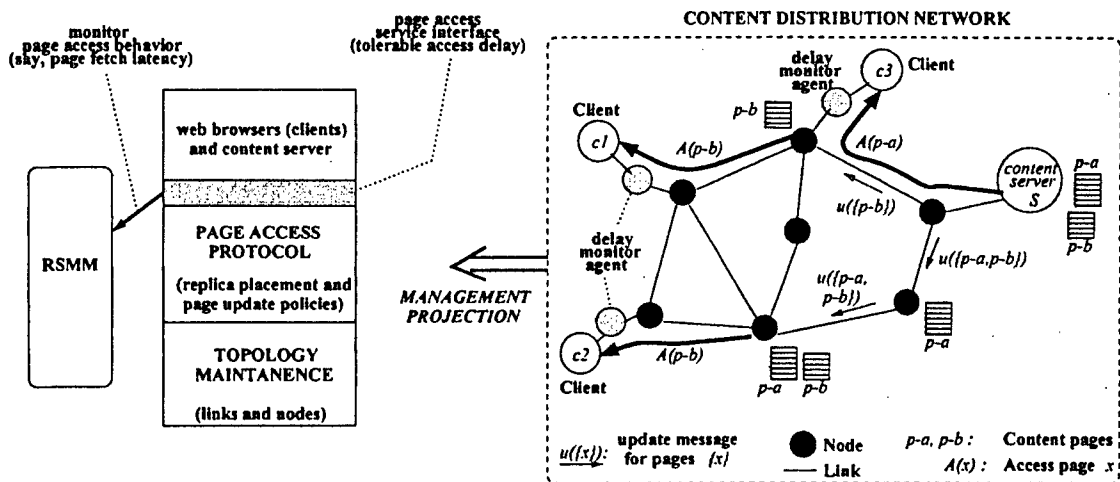 monitor
page access behavior
(say, page fetch latency)
page access
service interface
(tolerable access delay)
web browsers (clients)
and content server
RSMM
PAGE ACCESS
PROTOCOL
(replica placement and
page update policies)
TOPOLOGY
MAINTANENCE
(links and nodes)
MANAGEMENT
PROJECTION
CONTENT DISTRIBUTION NETWORK
delay
monitor
agent
c3
Client
Client
c1
p-b
A(p-b)
A(p-a)
content
server
S
p-a
p-b
u({p-b})
delay
monitor
agent
u({p-a,p-b})
u({p-a,
p-b})
p-a
c2
Client
A(p-b)
p-a
p-b
u({x}):
update message
for pages {x}
Node
Link
p-a, p-b :
Content pages
A(x) :
Access page x